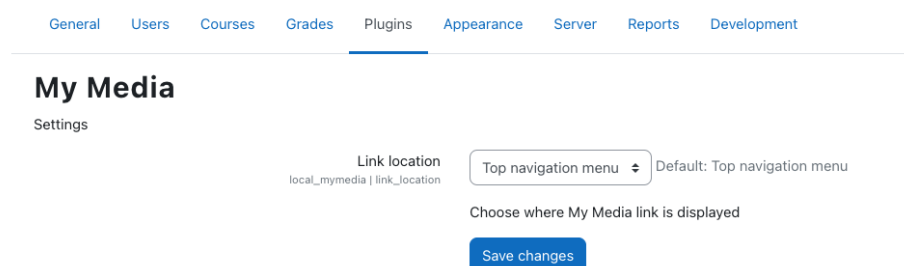 General Users Courses Grades Plugins Appearance Server Reports Development
My Media
Settings
Link location Top navigation menu Default: Top navigation menu
local_mymedia | link_location
Choose where My Media link is displayed
Save changes